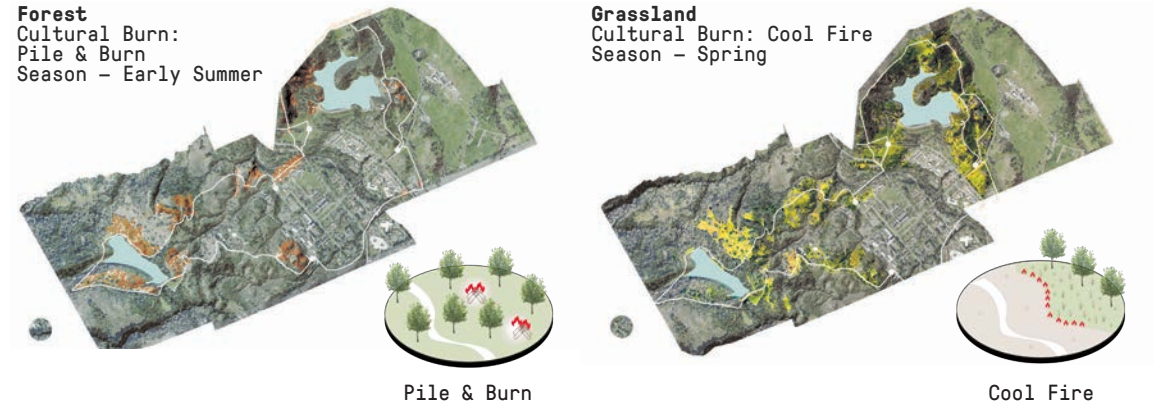 Forest
Cultural Burn:
Pile & Burn
Season – Early Summer
Grassland
Cultural Burn: Cool Fire
Season – Spring
Pile & Burn
Cool Fire